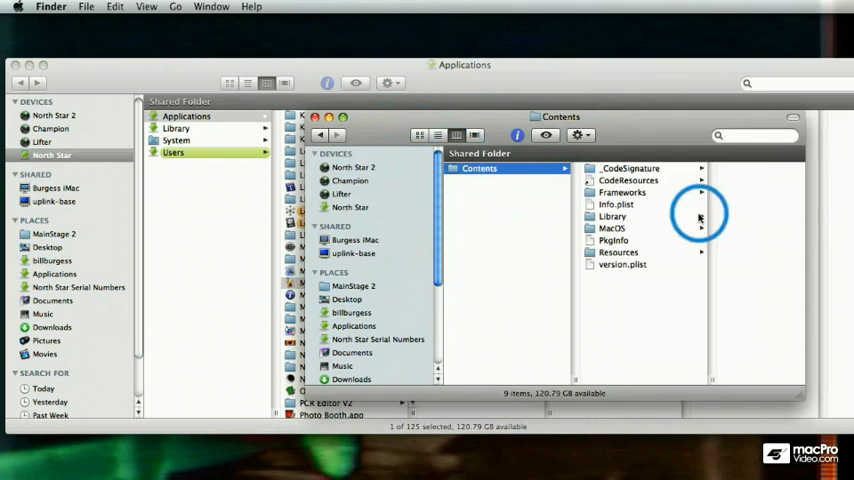 Finder File Edit View Go Window Help
Applications
DEVICES
North Star 2
Champion
Lifter
North Star
SHARED
Burgess iMac
uplink-base
PLACES
MainStage 2
Desktop
billburgess
Applications
North Star Serial Numbers
Documents
Music
Downloads
Pictures
Movies
SEARCH FOR
Today
Yesterday
Past Week
Shared Folder
Applications
Library
System
Users
PCR Editor V2
Photo Booth.app
1 of 125 selected, 120.79 GB available
Contents
DEVICES
North Star 2
Champion
Lifter
North Star
SHARED
Burgess iMac
uplink-base
PLACES
MainStage 2
Desktop
billburgess
Applications
North Star Serial Numbers
Documents
Music
Downloads
Shared Folder
Contents
_CodeSignature
CodeResources
Frameworks
Info.plist
Library
MacOS
PkgInfo
Resources
version.plist
9 items, 120.79 GB available
macPro
Video.com